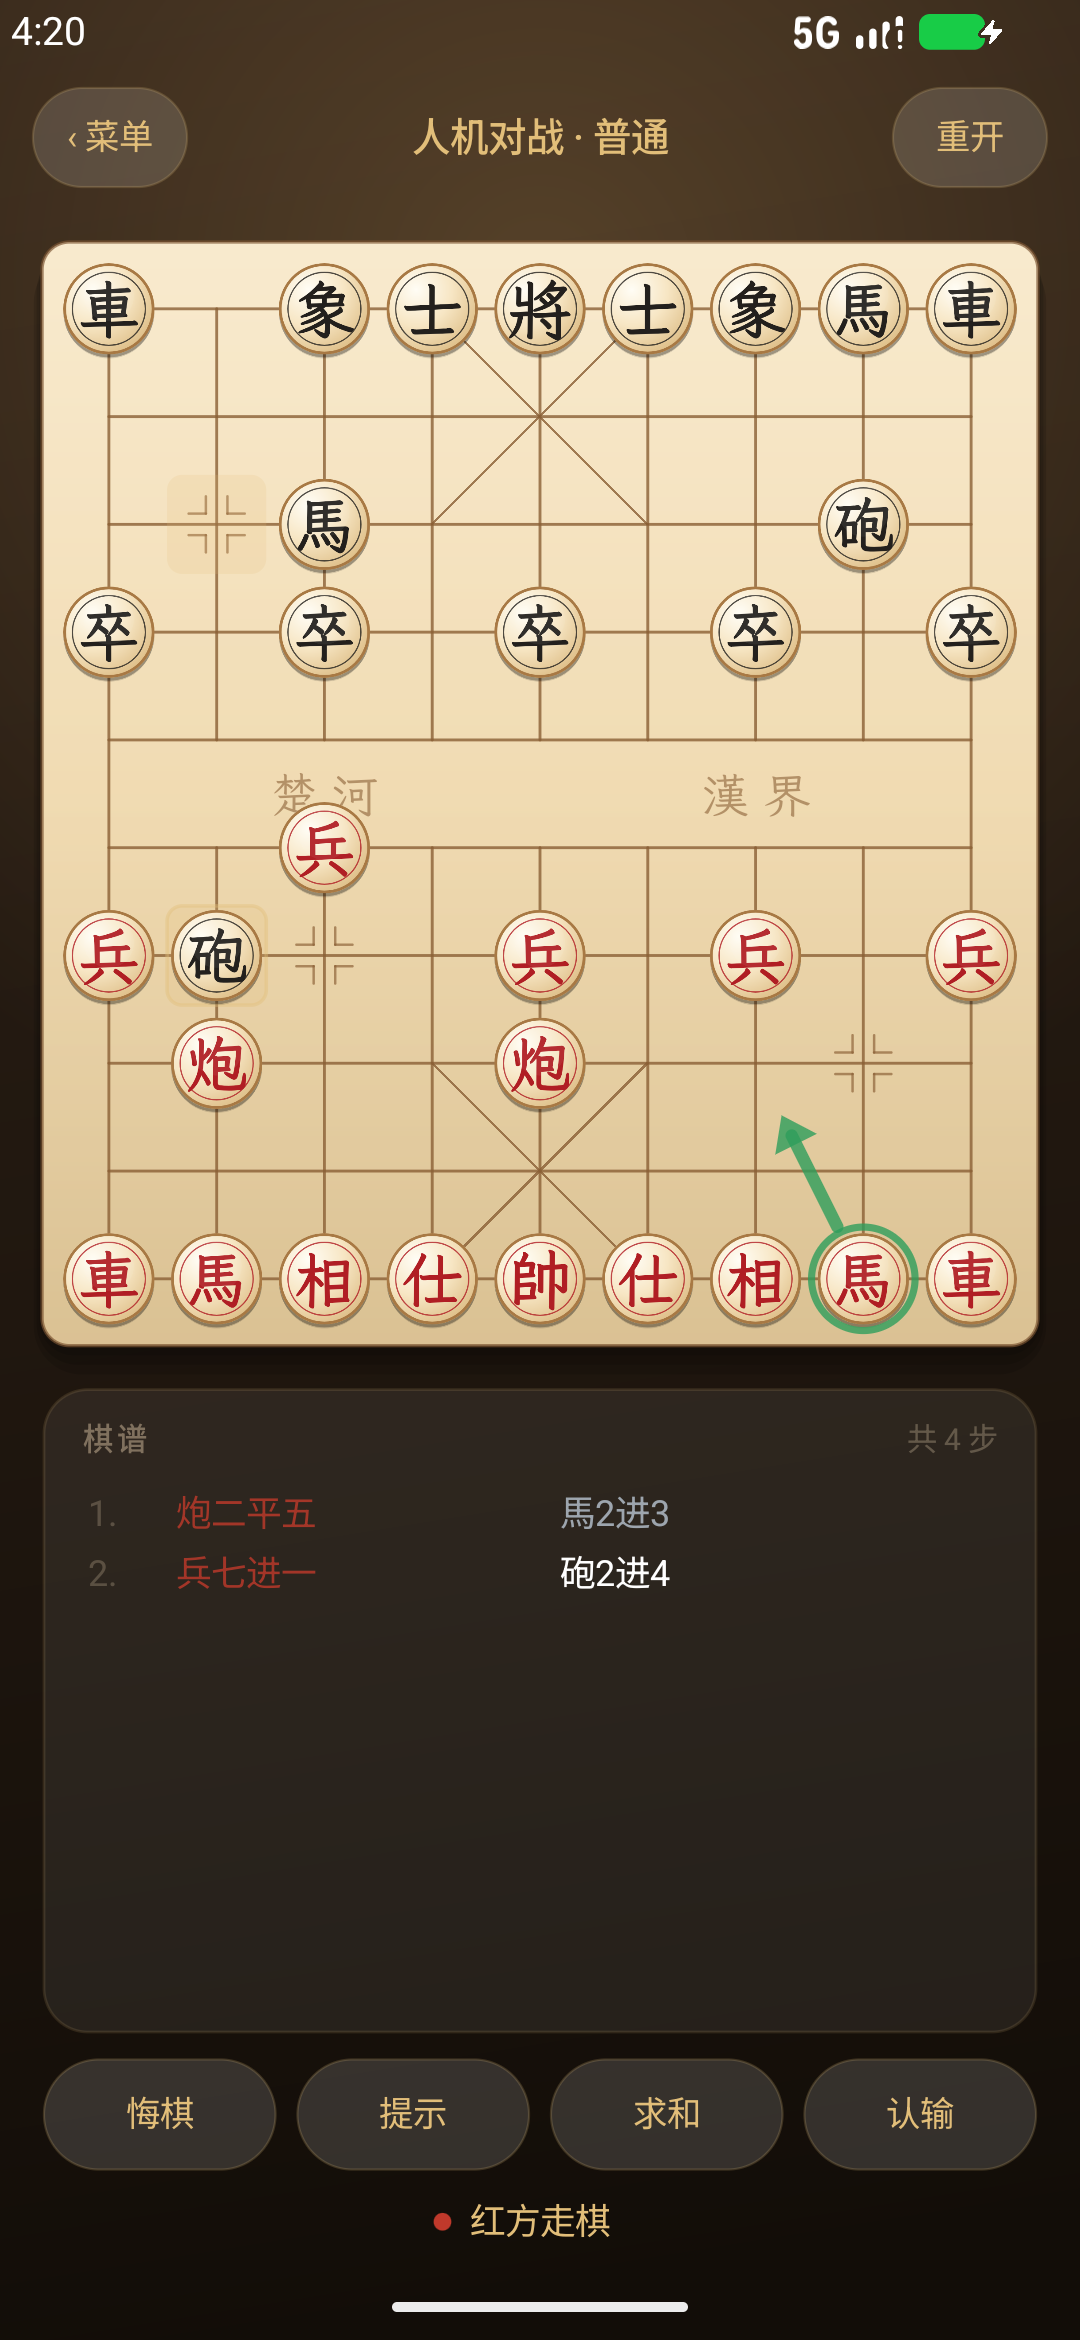 4:20 5G
‹ 菜单 人机对战 · 普通 重开
車 象 士 將 士 象 馬 車
馬 砲
卒 卒 卒 卒 卒
楚 河 漢 界
兵
兵 砲 兵 兵 兵
炮 炮
車 馬 相 仕 帥 仕 相 馬 車
棋谱 共 4 步
1. 炮二平五 馬2进3
2. 兵七进一 砲2进4
悔棋 提示 求和 认输
红方走棋